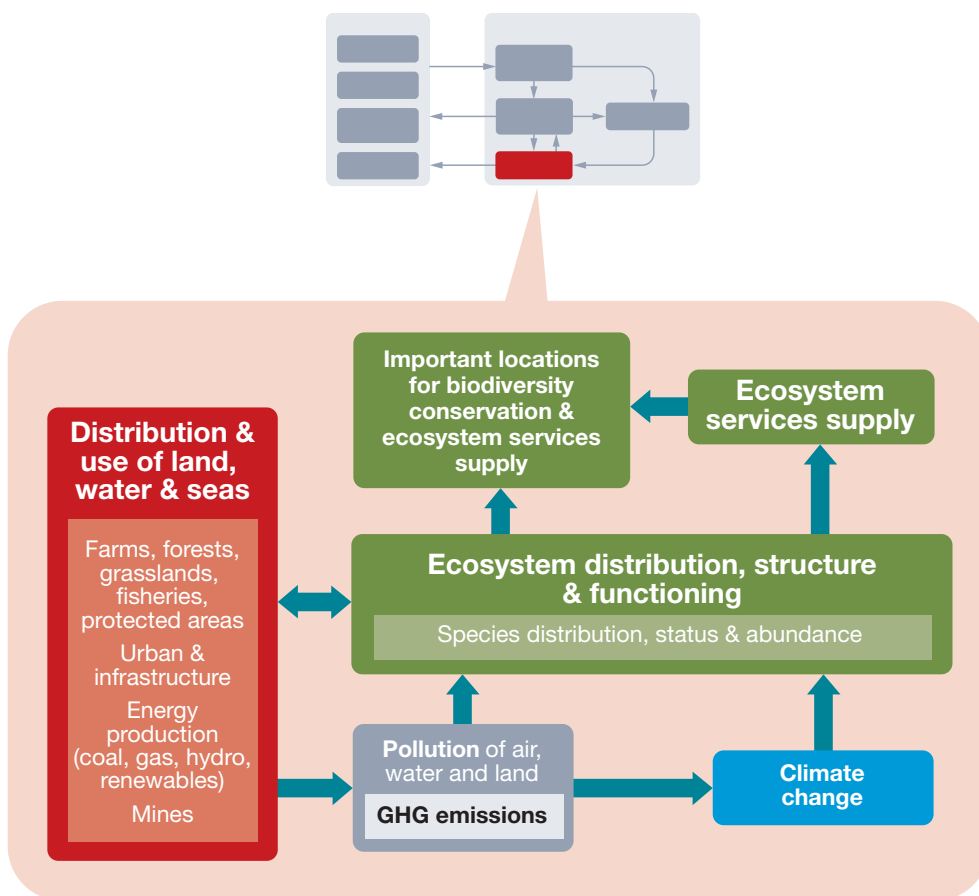 Important locations
for biodiversity
conservation &
ecosystem services
supply
Ecosystem
services supply
Distribution &
use of land,
water & seas
Farms, forests,
grasslands,
fisheries,
protected areas
Urban &
infrastructure
Energy
production
(coal, gas, hydro,
renewables)
Mines
Ecosystem distribution, structure
& functioning
Species distribution, status & abundance
Pollution of air,
water and land
GHG emissions
Climate
change